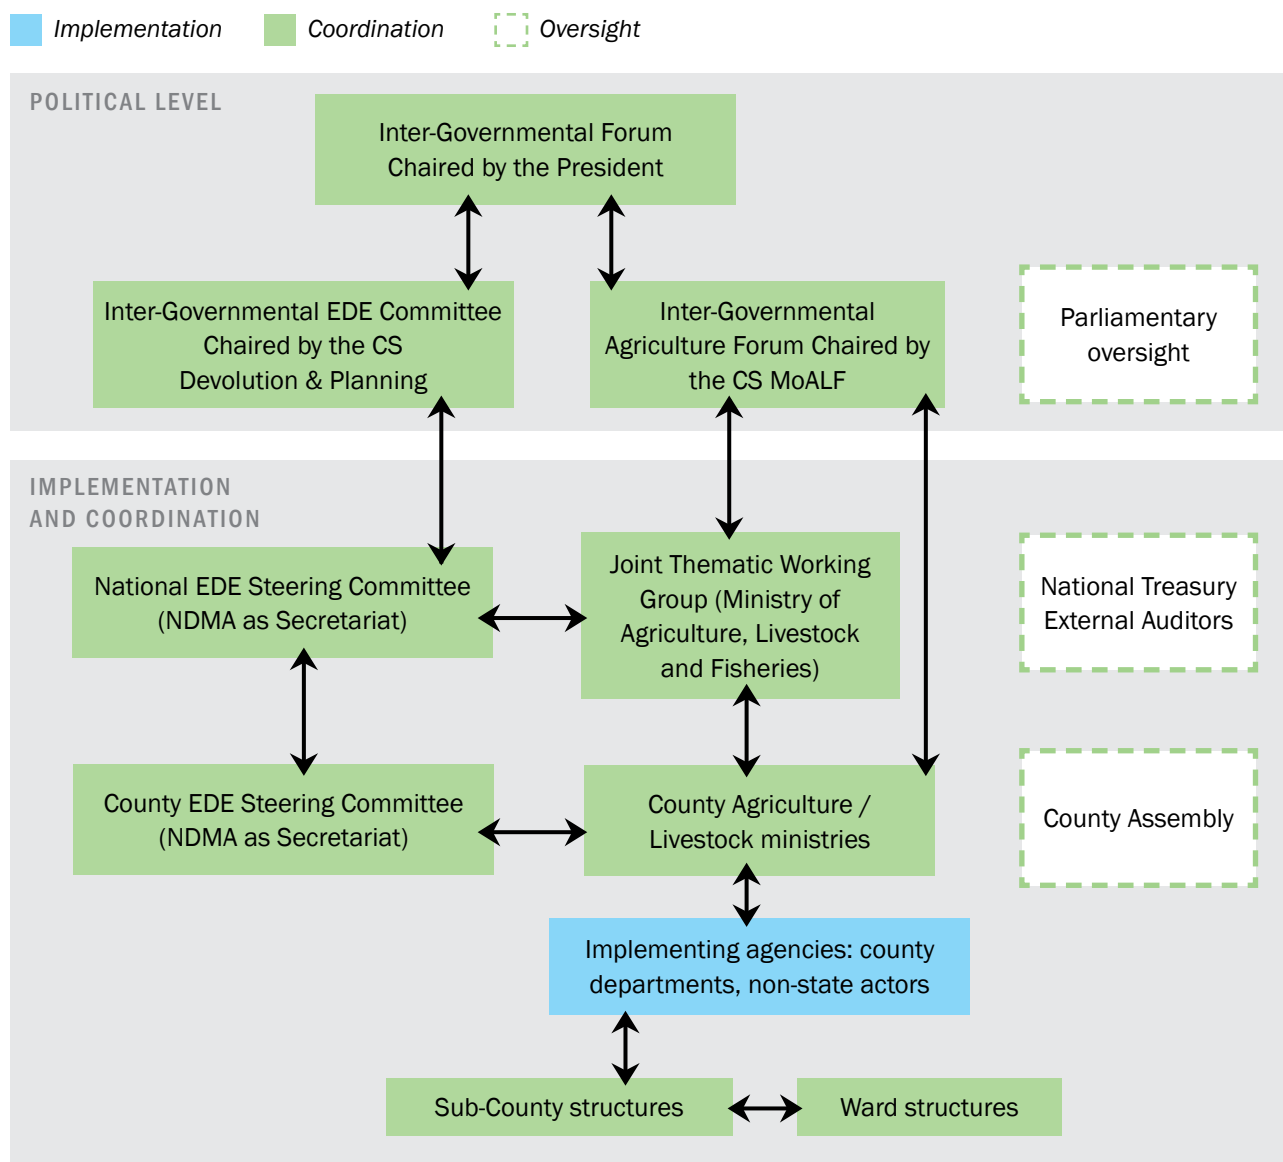 Implementation
Coordination
Oversight
POLITICAL LEVEL
Inter-Governmental Forum
Chaired by the President
Inter-Governmental EDE Committee
Chaired by the CS
Devolution & Planning
Inter-Governmental
Agriculture Forum Chaired by
the CS MoALF
Parliamentary
oversight
IMPLEMENTATION
AND COORDINATION
National EDE Steering Committee
(NDMA as Secretariat)
Joint Thematic Working
Group (Ministry of
Agriculture, Livestock
and Fisheries)
National Treasury
External Auditors
County EDE Steering Committee
(NDMA as Secretariat)
County Agriculture /
Livestock ministries
County Assembly
Implementing agencies: county
departments, non-state actors
Sub-County structures
Ward structures